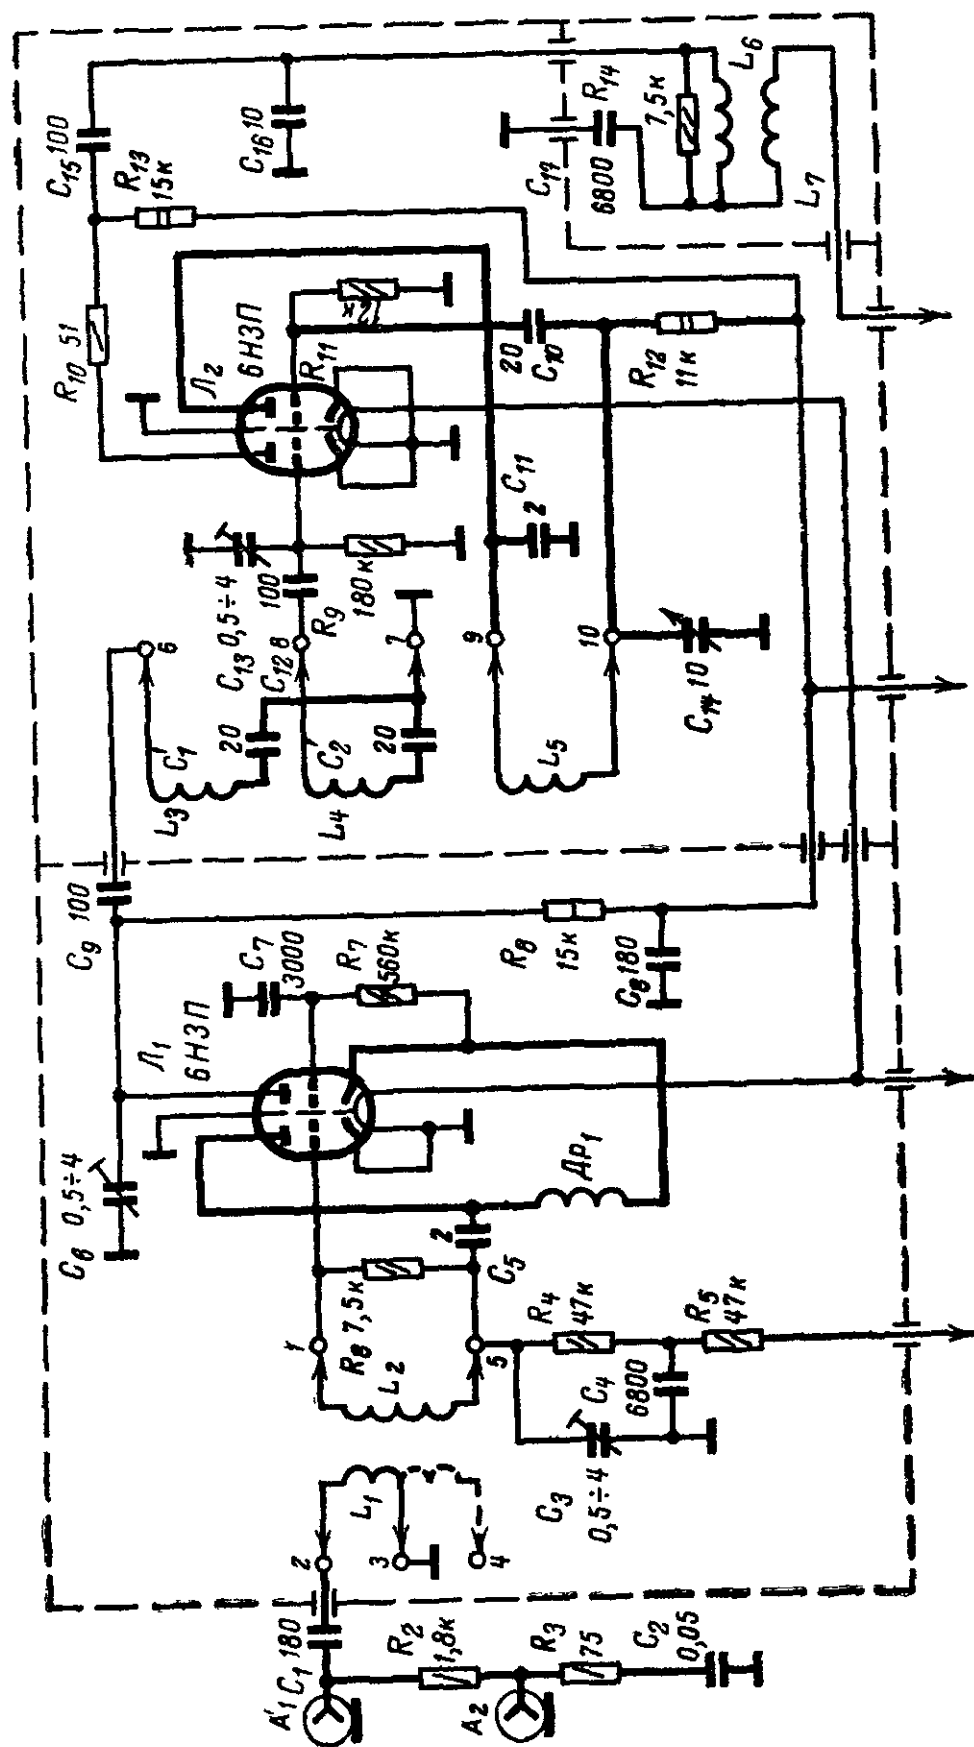 A'1
C1
180
R2
1,8к
A2
R3
75
C2
0,05
2
3
4
L1
C3
0,5÷4
1
5
L2
R6 7,5к
C4
6800
R4
47к
R5
47к
C5
2
C6
0,5÷4
Л1
6Н3П
Др1
C7
3000
R7
560к
R8
15к
C8 180
C9
100
L3
C'1
20
6
L4
C'2
20
8
7
L5
9
10
C13 0,5÷4
C12 100
R9
180к
C14 10
C11
2
Л2
6Н3П
R10 51
R11
12к
20
C10
R12
11к
C15 100
R13
15к
C16 10
C17
6800
R14
7,5к
L6
L7